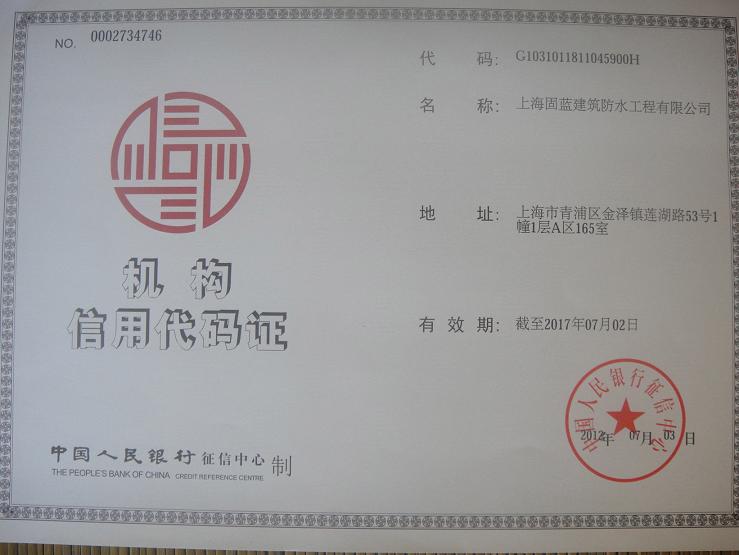 NO. 0002734746
代 码: G1031011811045900H
名 称: 上海固蓝建筑防水工程有限公司
地 址: 上海市青浦区金泽镇莲湖路53号1
幢1层A区165室
机构
信用代码证
有效期: 截至2017年07月02日
中国人民银行征信中心
2012年 07月 03日
中国人民银行征信中心 制
THE PEOPLE'S BANK OF CHINA CREDIT REFERENCE CENTRE